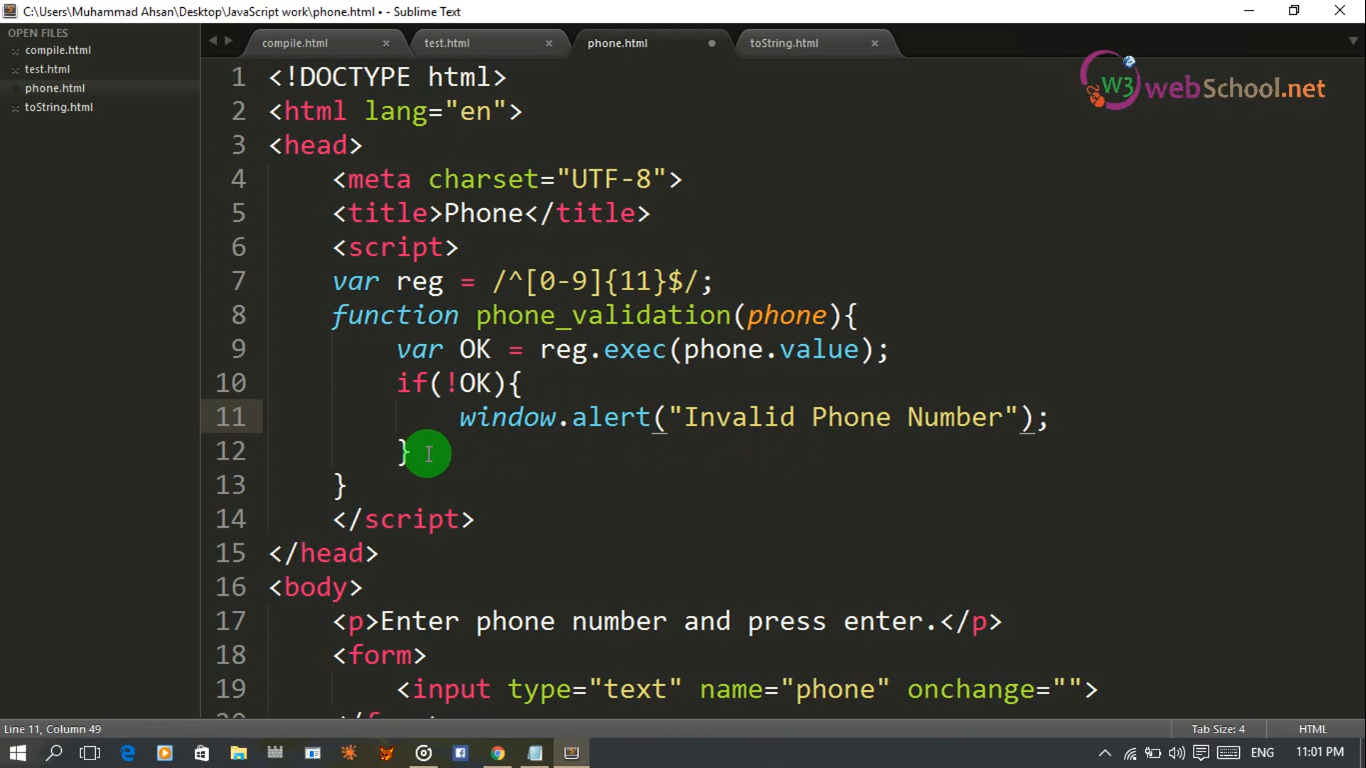 C:\Users\Muhammad Ahsan\Desktop\JavaScript work\phone.html • - Sublime Text
OPEN FILES
compile.html
test.html
phone.html
toString.html
compile.html × test.html × phone.html toString.html ×
W3 webSchool.net
1 <!DOCTYPE html>
2 <html lang="en">
3 <head>
4 <meta charset="UTF-8">
5 <title>Phone</title>
6 <script>
7 var reg = /^[0-9]{11}$/;
8 function phone_validation(phone){
9 var OK = reg.exec(phone.value);
10 if(!OK){
11 window.alert("Invalid Phone Number");
12 }
13 }
14 </script>
15 </head>
16 <body>
17 <p>Enter phone number and press enter.</p>
18 <form>
19 <input type="text" name="phone" onchange="">
Line 11, Column 49 Tab Size: 4 HTML
ENG 11:01 PM